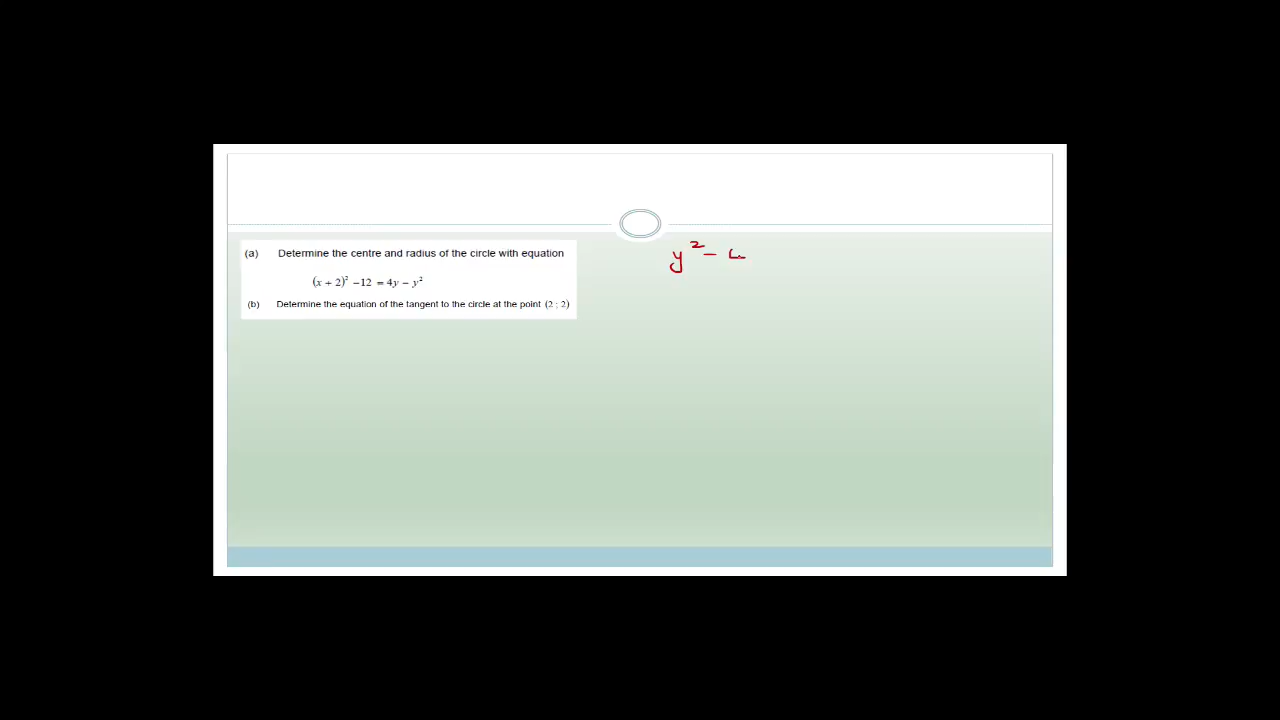 (a) Determine the centre and radius of the circle with equation
(x + 2)² − 12 = 4y − y²
(b) Determine the equation of the tangent to the circle at the point (2 ; 2)
y² −